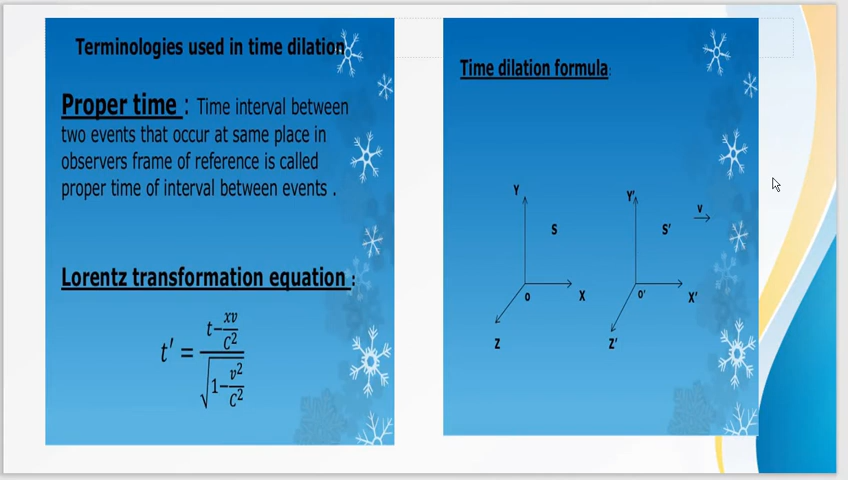 Terminologies used in time dilation
Proper time : Time interval between
two events that occur at same place in
observers frame of reference is called
proper time of interval between events .
Lorentz transformation equation :
t′ = (t−xv/C²)/√(1−v²/C²)
Time dilation formula:
Y
S
O
X
Z
Y′
V
S′
O′
X′
Z′